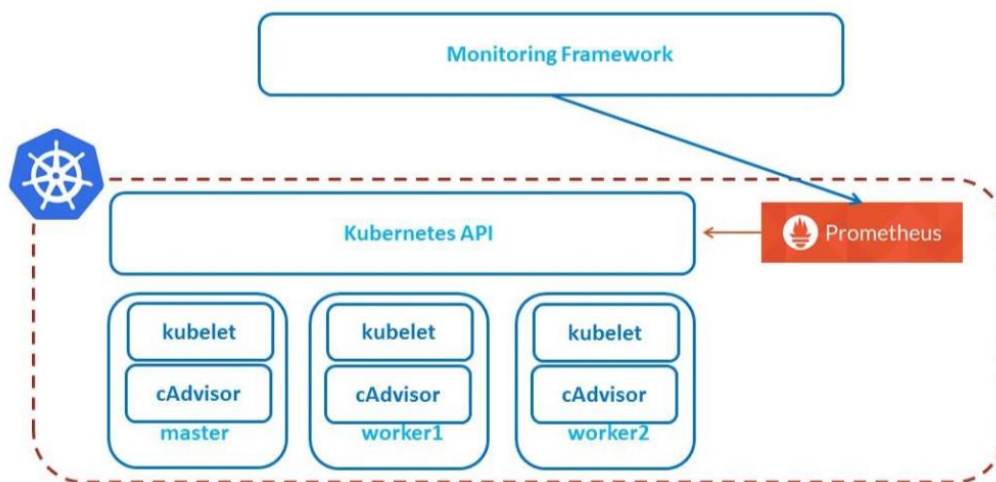 Monitoring Framework
Kubernetes API
Prometheus
kubelet
kubelet
kubelet
cAdvisor
cAdvisor
cAdvisor
master
worker1
worker2